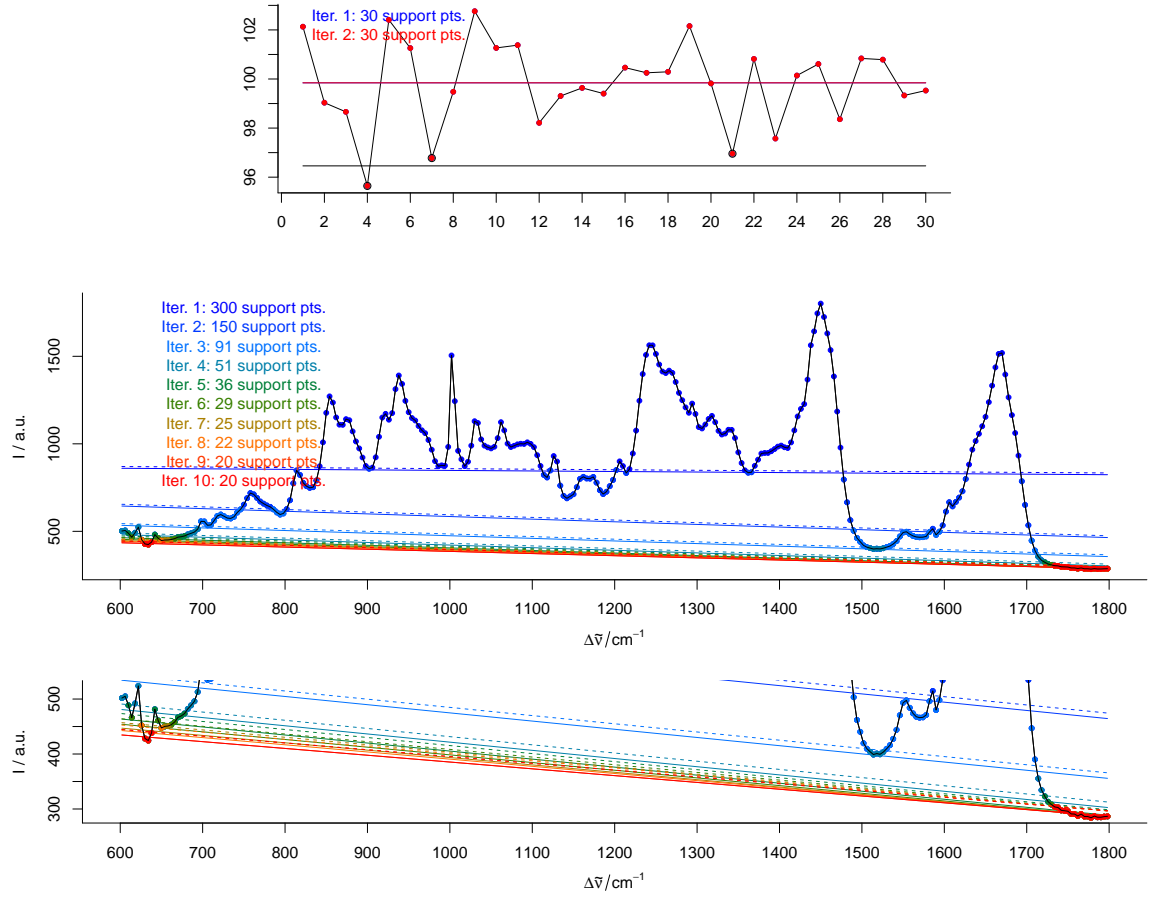 Iter. 1: 30 support pts.
Iter. 2: 30 support pts.
96 98 100 102
0 2 4 6 8 10 12 14 16 18 20 22 24 26 28 30
Iter. 1: 300 support pts.
Iter. 2: 150 support pts.
Iter. 3: 91 support pts.
Iter. 4: 51 support pts.
Iter. 5: 36 support pts.
Iter. 6: 29 support pts.
Iter. 7: 25 support pts.
Iter. 8: 22 support pts.
Iter. 9: 20 support pts.
Iter. 10: 20 support pts.
I / a.u.
500 1000 1500
600 700 800 900 1000 1100 1200 1300 1400 1500 1600 1700 1800
Δν̃/cm⁻¹
I / a.u.
300 400 500
600 700 800 900 1000 1100 1200 1300 1400 1500 1600 1700 1800
Δν̃/cm⁻¹